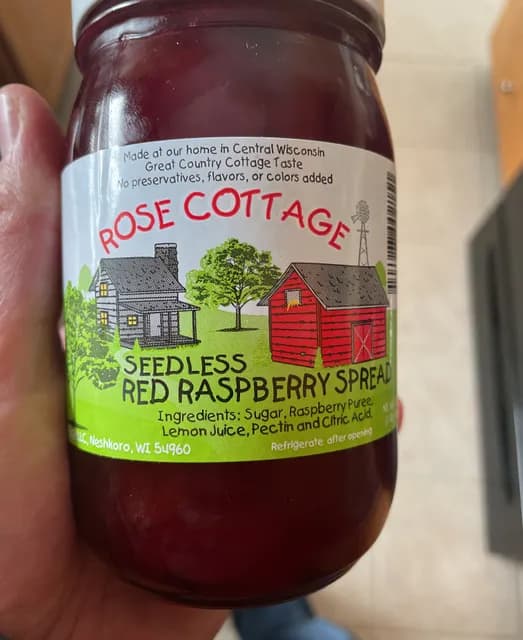 Made at our home in Central Wisconsin
Great Country Cottage Taste
No preservatives, flavors, or colors added
ROSE COTTAGE
SEEDLESS
RED RASPBERRY SPREAD
Ingredients: Sugar, Raspberry Puree,
Lemon Juice, Pectin and Citric Acid.
LLC, Neshkoro, WI 54960
Refrigerate after opening